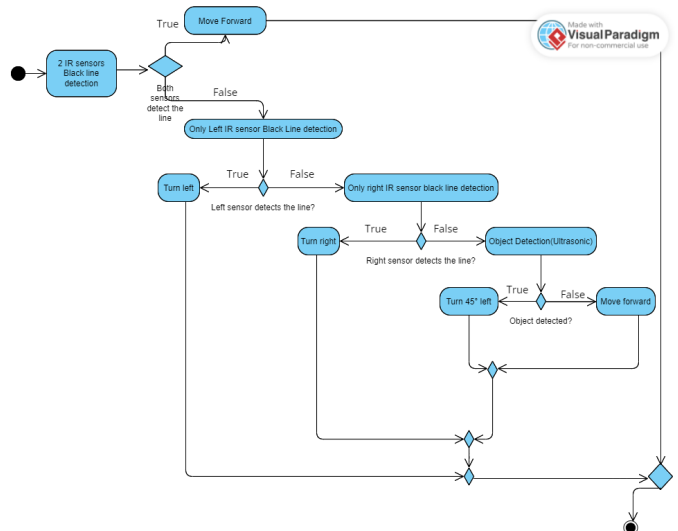 True
Move Forward
Made with
Visual Paradigm
For non-commercial use
2 IR sensors
Black line
detection
Both
sensors
detect the
line
False
Only Left IR sensor Black Line detection
True
False
Turn left
Only right IR sensor black line detection
Left sensor detects the line?
True
False
Turn right
Object Detection(Ultrasonic)
Right sensor detects the line?
True
False
Turn 45° left
Move forward
Object detected?